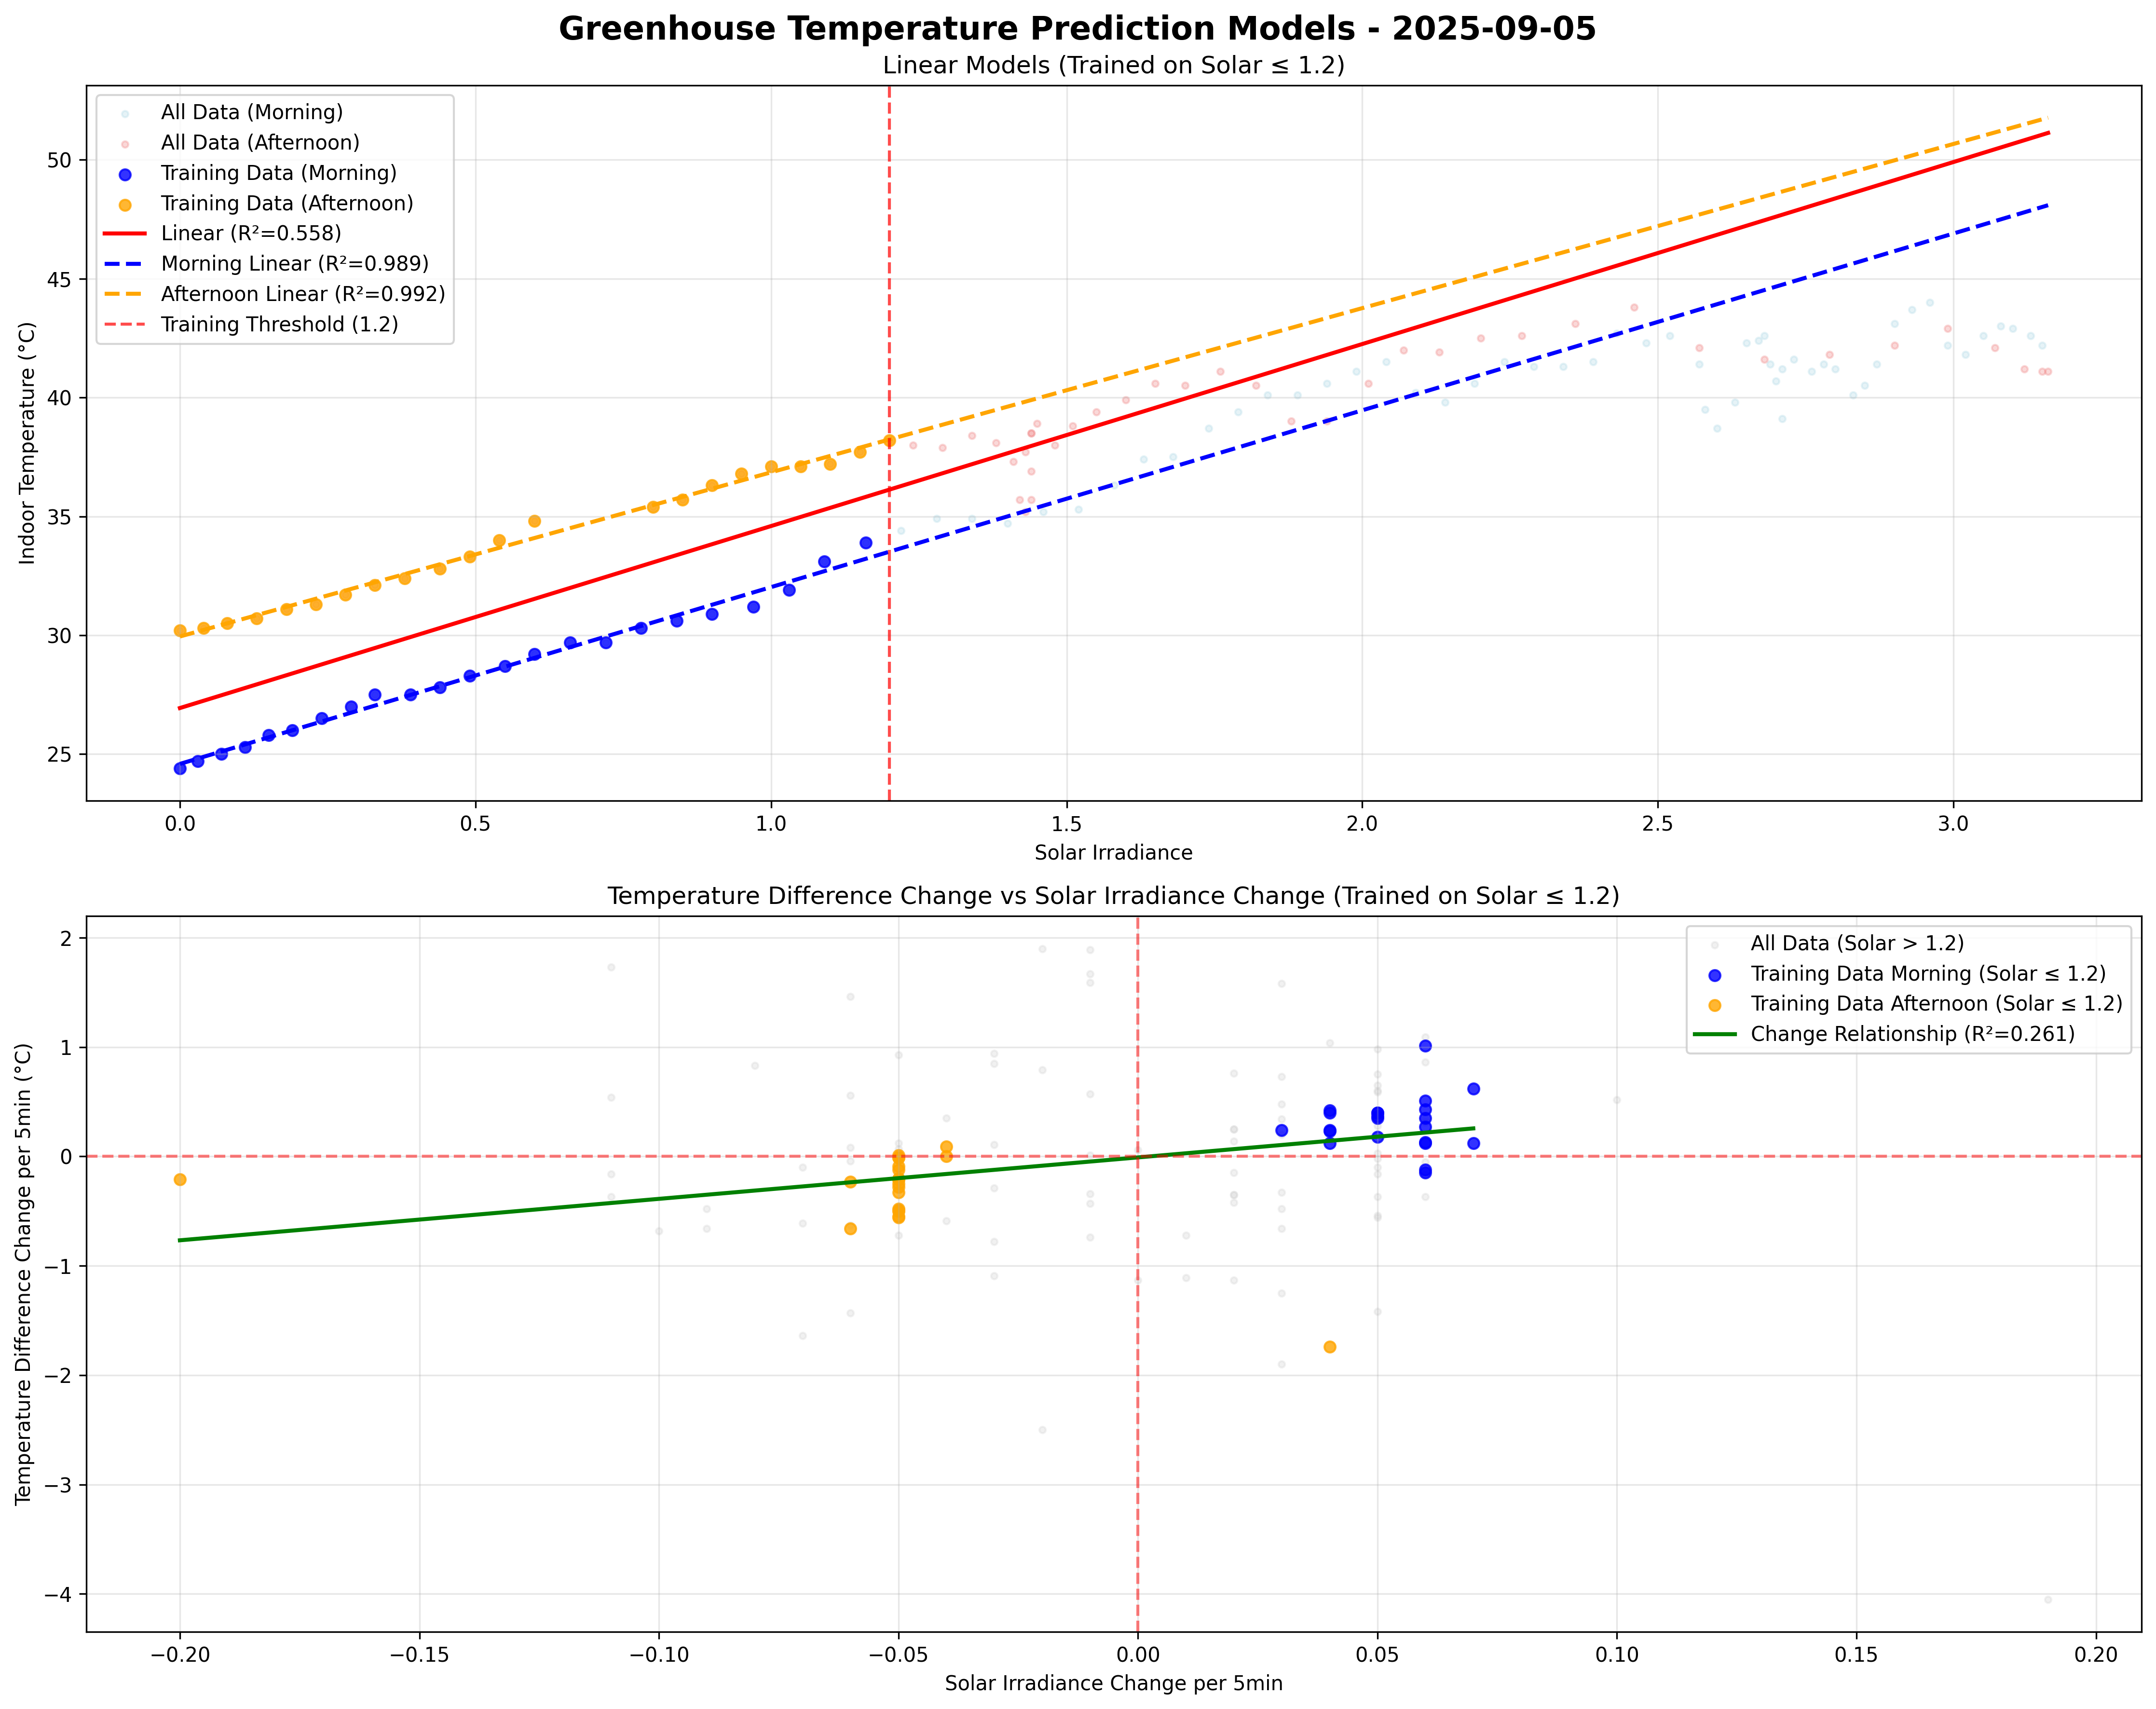 Greenhouse Temperature Prediction Models - 2025-09-05
Linear Models (Trained on Solar ≤ 1.2)
All Data (Morning)
All Data (Afternoon)
Training Data (Morning)
Training Data (Afternoon)
Linear (R²=0.558)
Morning Linear (R²=0.989)
Afternoon Linear (R²=0.992)
Training Threshold (1.2)
Indoor Temperature (°C)
50
45
40
35
30
25
0.0 0.5 1.0 1.5 2.0 2.5 3.0
Solar Irradiance
Temperature Difference Change vs Solar Irradiance Change (Trained on Solar ≤ 1.2)
All Data (Solar > 1.2)
Training Data Morning (Solar ≤ 1.2)
Training Data Afternoon (Solar ≤ 1.2)
Change Relationship (R²=0.261)
Temperature Difference Change per 5min (°C)
2
1
0
−1
−2
−3
−4
−0.20 −0.15 −0.10 −0.05 0.00 0.05 0.10 0.15 0.20
Solar Irradiance Change per 5min